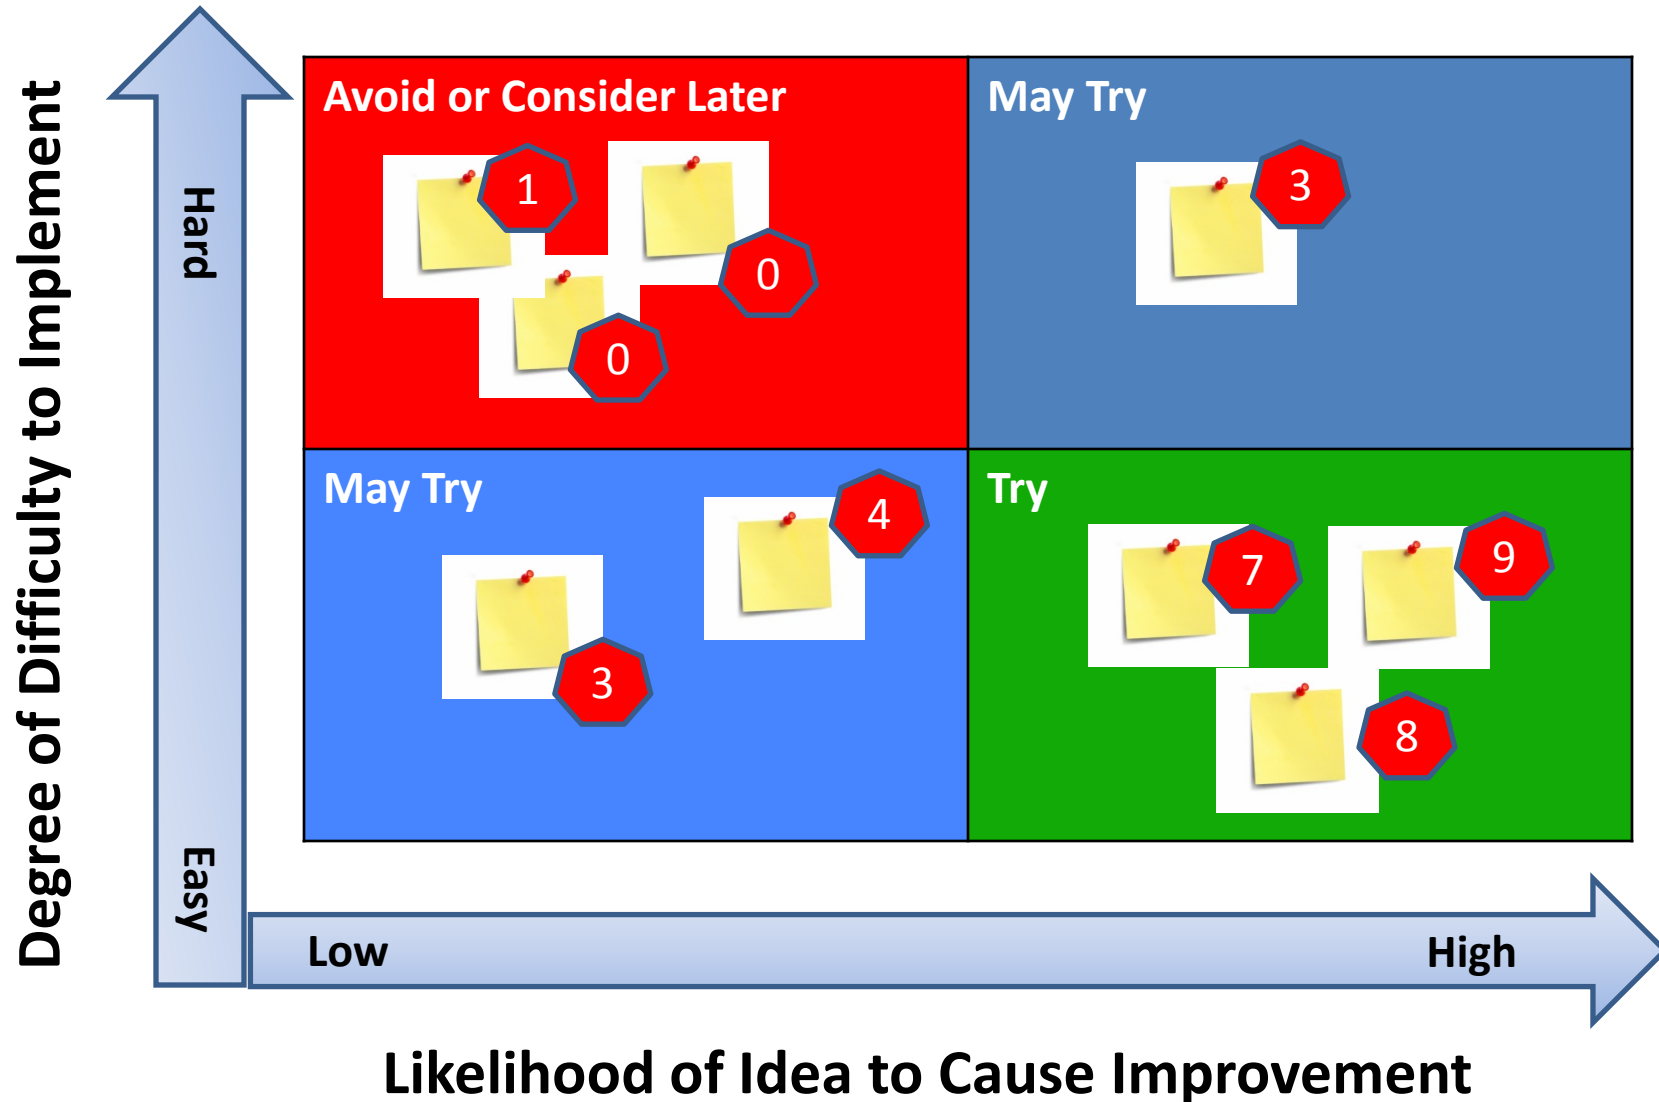 Degree of Difficulty to Implement
Hard
Easy
Avoid or Consider Later
1
0
0
May Try
3
May Try
4
3
Try
7
9
8
Low
High
Likelihood of Idea to Cause Improvement